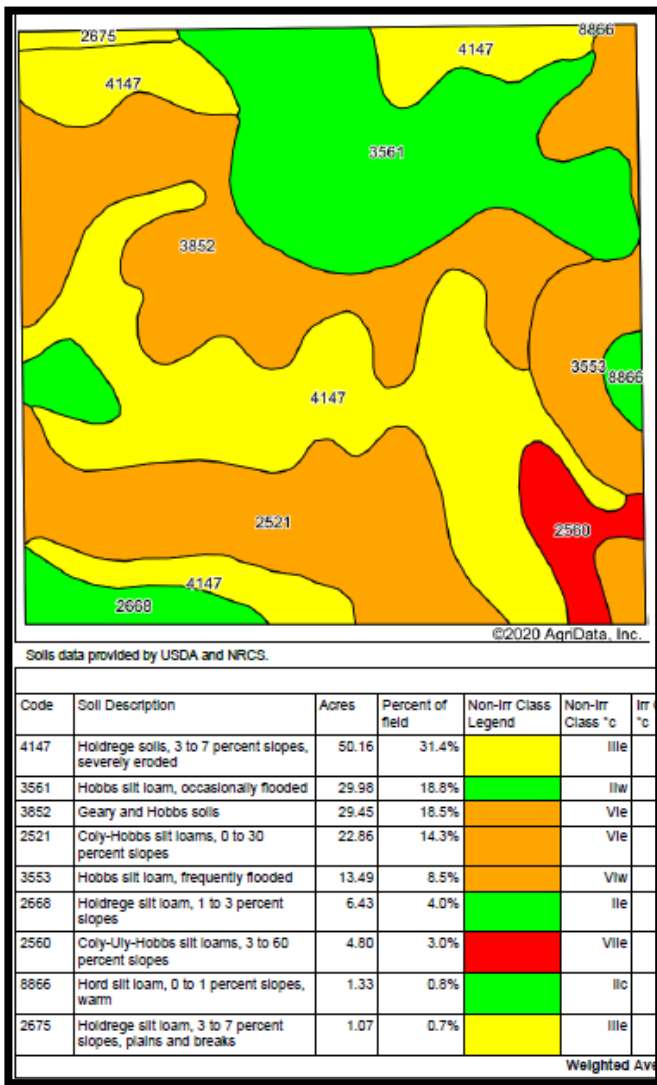 2675
8866
4147
4147
3561
3852
3553
8866
4147
2521
2560
4147
2668
©2020 AgriData, Inc.
Soils data provided by USDA and NRCS.
Code Soil Description Acres Percent of field Non-Irr Class Legend Non-Irr Class *c Irr *c
4147 Holdrege soils, 3 to 7 percent slopes, severely eroded 50.16 31.4% IIIe
3561 Hobbs silt loam, occasionally flooded 29.98 18.8% IIw
3852 Geary and Hobbs soils 29.45 18.5% VIe
2521 Coly-Hobbs silt loams, 0 to 30 percent slopes 22.86 14.3% VIe
3553 Hobbs silt loam, frequently flooded 13.49 8.5% VIw
2668 Holdrege silt loam, 1 to 3 percent slopes 6.43 4.0% IIe
2560 Coly-Uly-Hobbs silt loams, 3 to 60 percent slopes 4.80 3.0% VIIe
8866 Hord silt loam, 0 to 1 percent slopes, warm 1.33 0.8% IIc
2675 Holdrege silt loam, 3 to 7 percent slopes, plains and breaks 1.07 0.7% IIIe
Weighted Ave